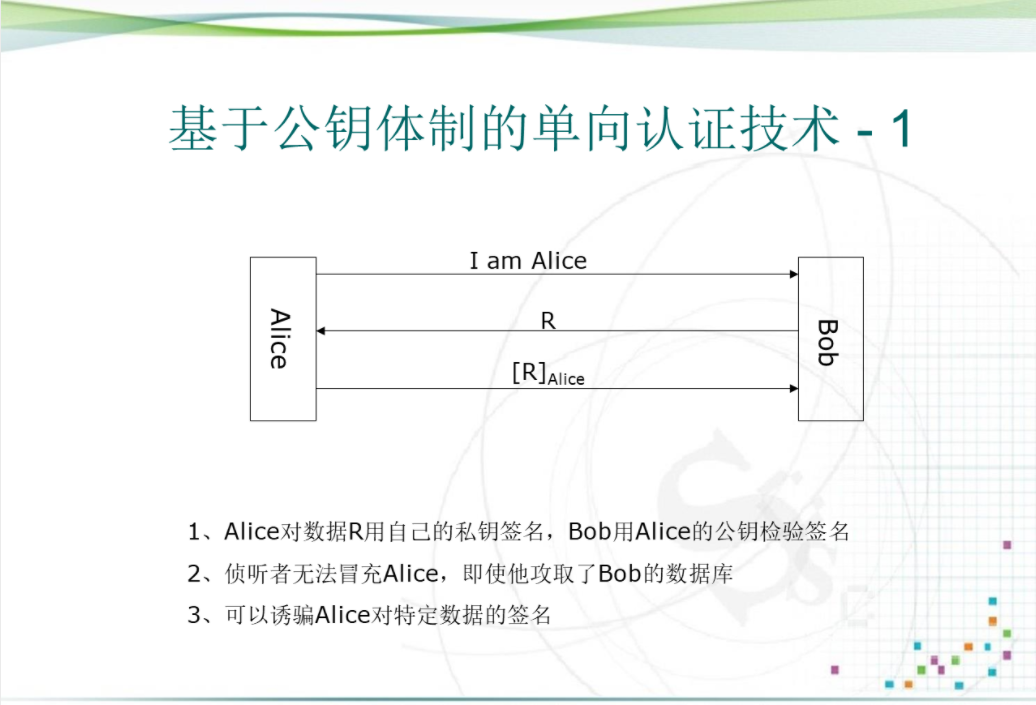 基于公钥体制的单向认证技术 - 1
I am Alice
Alice
R
Bob
[R]Alice
1、Alice对数据R用自己的私钥签名，Bob用Alice的公钥检验签名
2、侦听者无法冒充Alice，即使他攻取了Bob的数据库
3、可以诱骗Alice对特定数据的签名